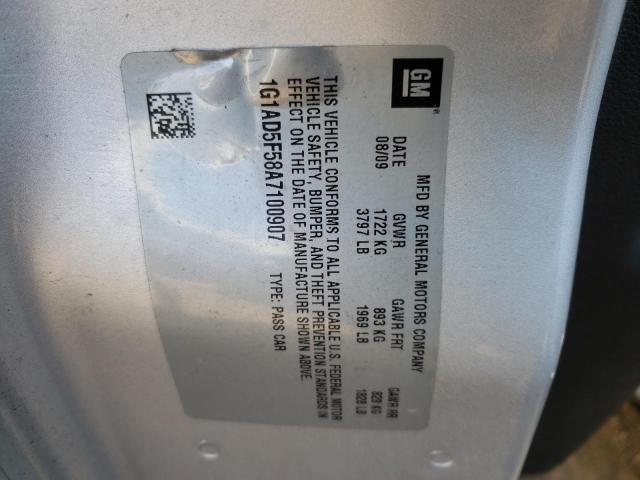 GM
MFD BY GENERAL MOTORS COMPANY
DATE GVWR GAWR FRT GAWR RR
08/09 1722 KG 893 KG 829 KG
3797 LB 1969 LB 1828 LB
THIS VEHICLE CONFORMS TO ALL APPLICABLE U.S. FEDERAL MOTOR
VEHICLE SAFETY, BUMPER, AND THEFT PREVENTION STANDARDS IN
EFFECT ON THE DATE OF MANUFACTURE SHOWN ABOVE.
1G1AD5F58A7100907 TYPE: PASS CAR